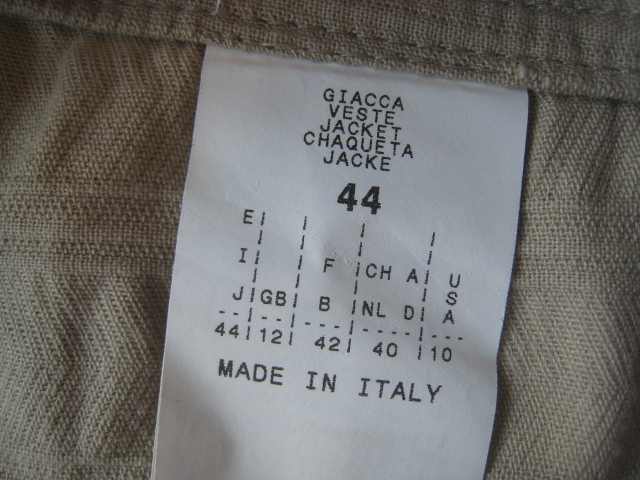 GIACCA
VESTE
JACKET
CHAQUETA
JACKE
44
E| | | |
I | | F |CH A| U
S
J|GB| B |NL D| A
--|--|---|----|---
44|12| 42| 40 |10
MADE IN ITALY